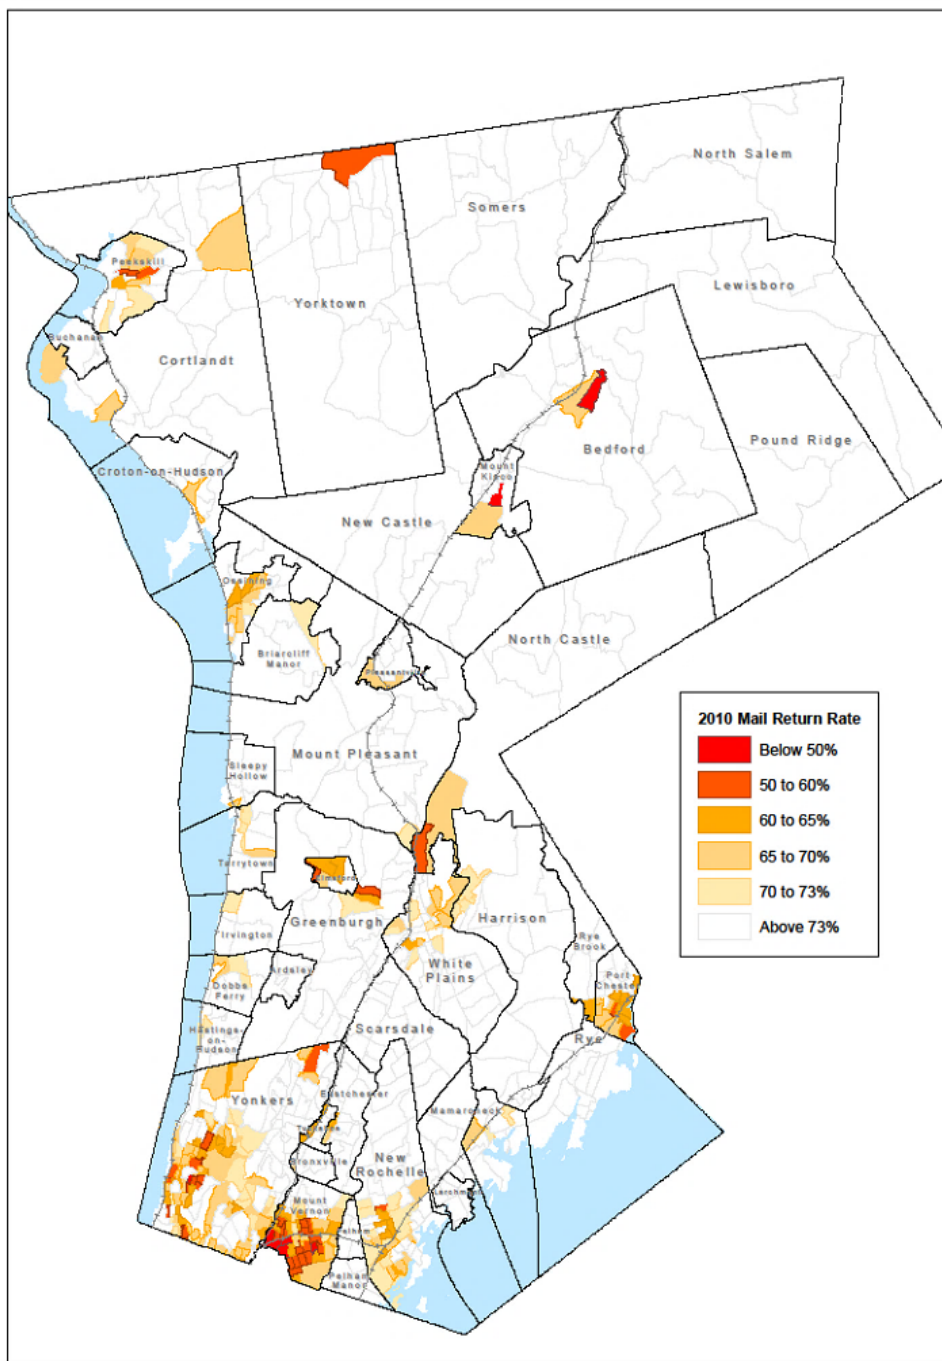 North Salem
Somers
Peekskill
Lewisboro
Yorktown
Buchanan
Cortlandt
Bedford
Pound Ridge
Mount
Kisco
Croton-on-Hudson
New Castle
Ossining
North Castle
Briarcliff
Manor
Pleasantville
2010 Mail Return Rate
Below 50%
50 to 60%
60 to 65%
65 to 70%
70 to 73%
Above 73%
Mount Pleasant
Sleepy
Hollow
Tarrytown
Elmsford
Greenburgh
Harrison
Irvington
Rye
Brook
White
Plains
Ardsley
Port
Chester
Dobbs
Ferry
Hastings-
on-
Hudson
Scarsdale
Rye
Eastchester
Yonkers
Mamaroneck
Tuckahoe
Bronxville
New
Rochelle
Larchmont
Mount
Vernon
Pelham
Pelham
Manor